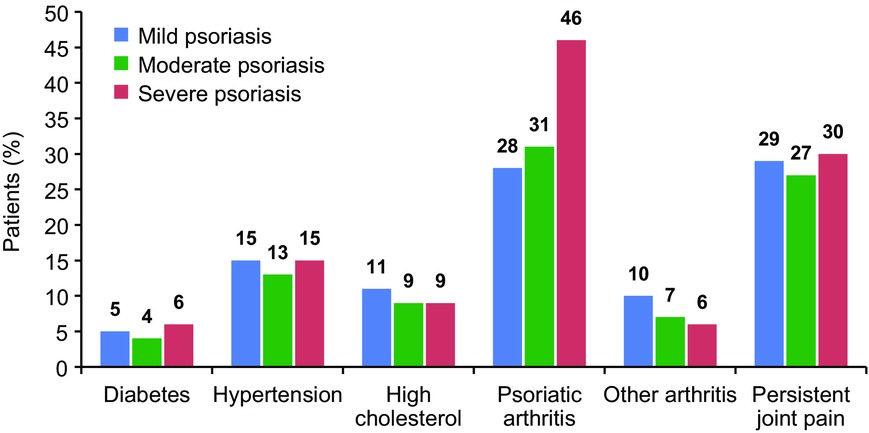 Patients (%)
50
45
40
35
30
25
20
15
10
5
0
Mild psoriasis
Moderate psoriasis
Severe psoriasis
5
4
6
15
13
15
11
9
9
28
31
46
10
7
6
29
27
30
Diabetes
Hypertension
High
cholesterol
Psoriatic
arthritis
Other arthritis
Persistent
joint pain